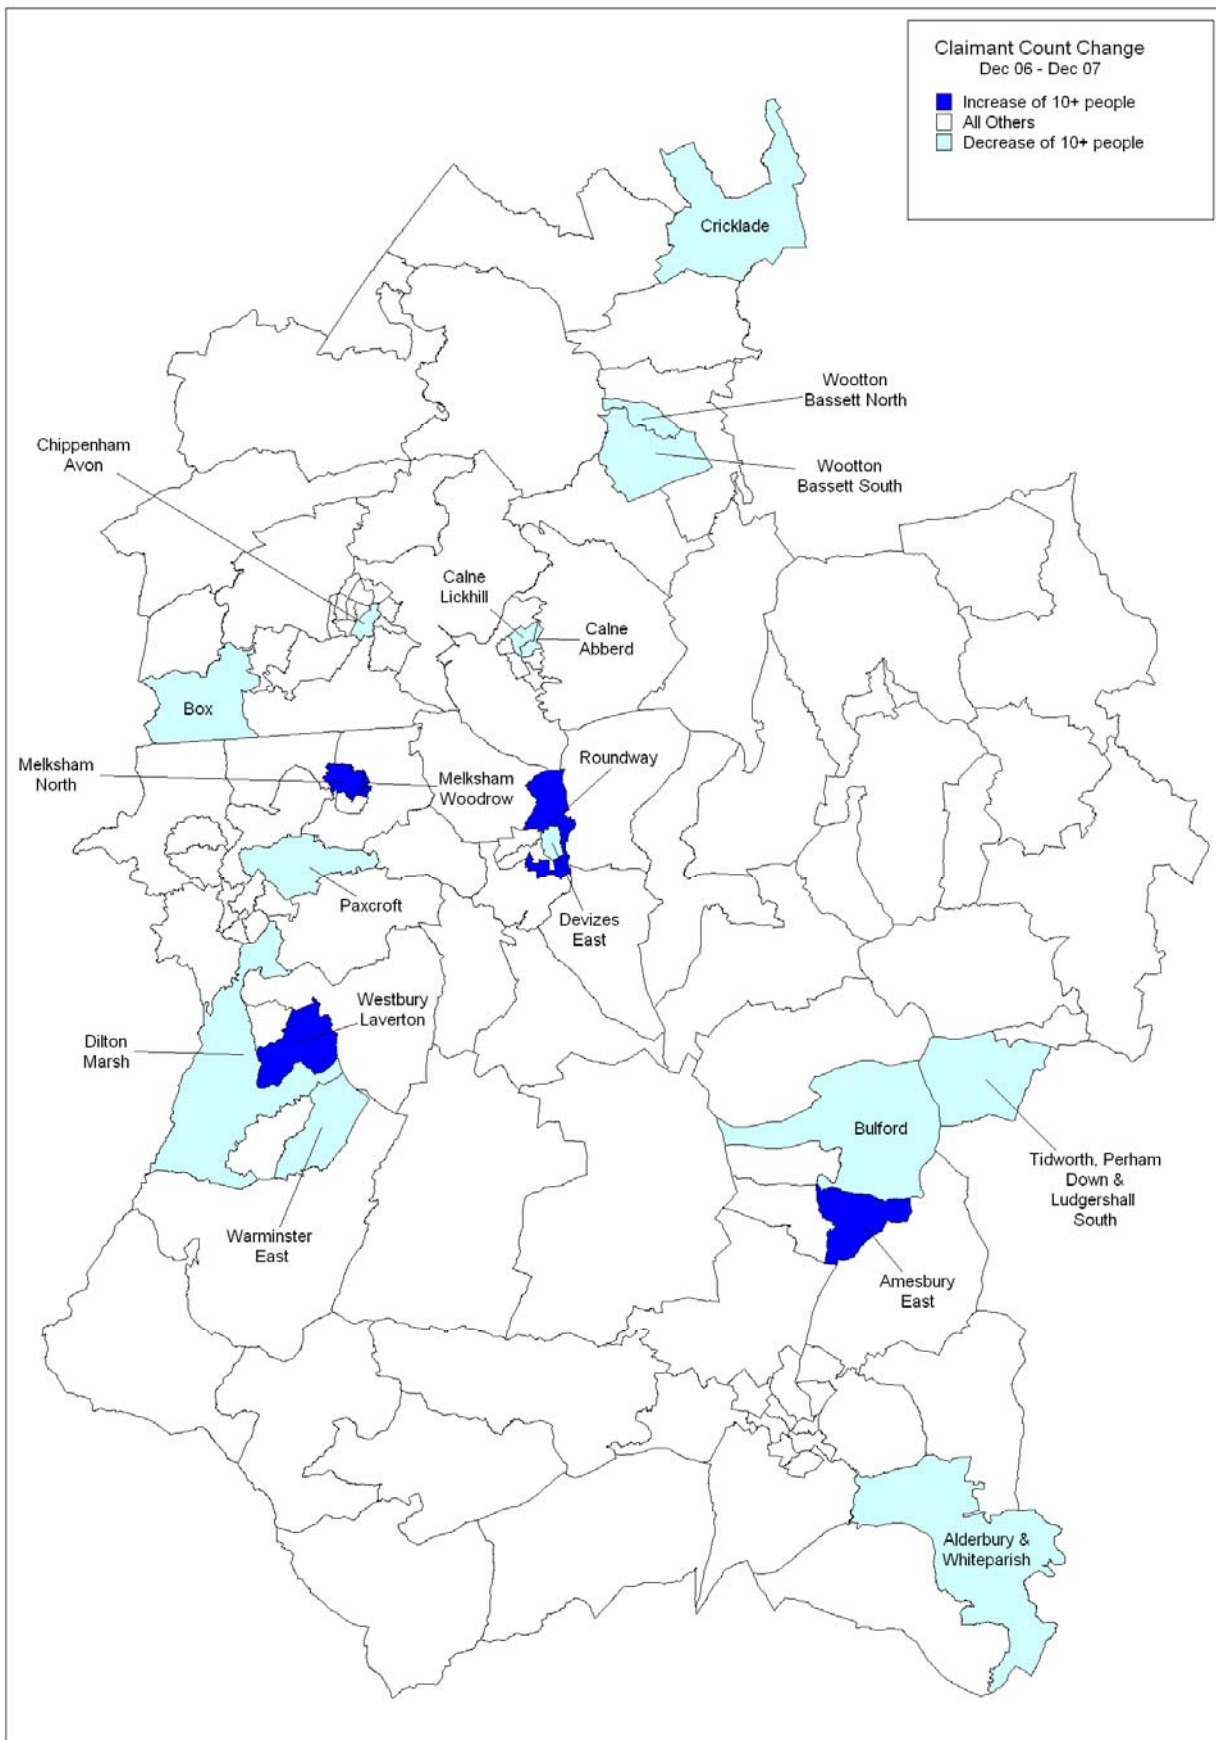 Claimant Count Change
Dec 06 - Dec 07
Increase of 10+ people
All Others
Decrease of 10+ people
Cricklade
Wootton
Bassett North
Chippenham
Avon
Wootton
Bassett South
Calne
Lickhill
Calne
Abberd
Box
Melksham
North
Melksham
Woodrow
Roundway
Paxcroft
Devizes
East
Westbury
Laverton
Dilton
Marsh
Bulford
Tidworth, Perham
Down &
Ludgershall
South
Warminster
East
Amesbury
East
Alderbury &
Whiteparish